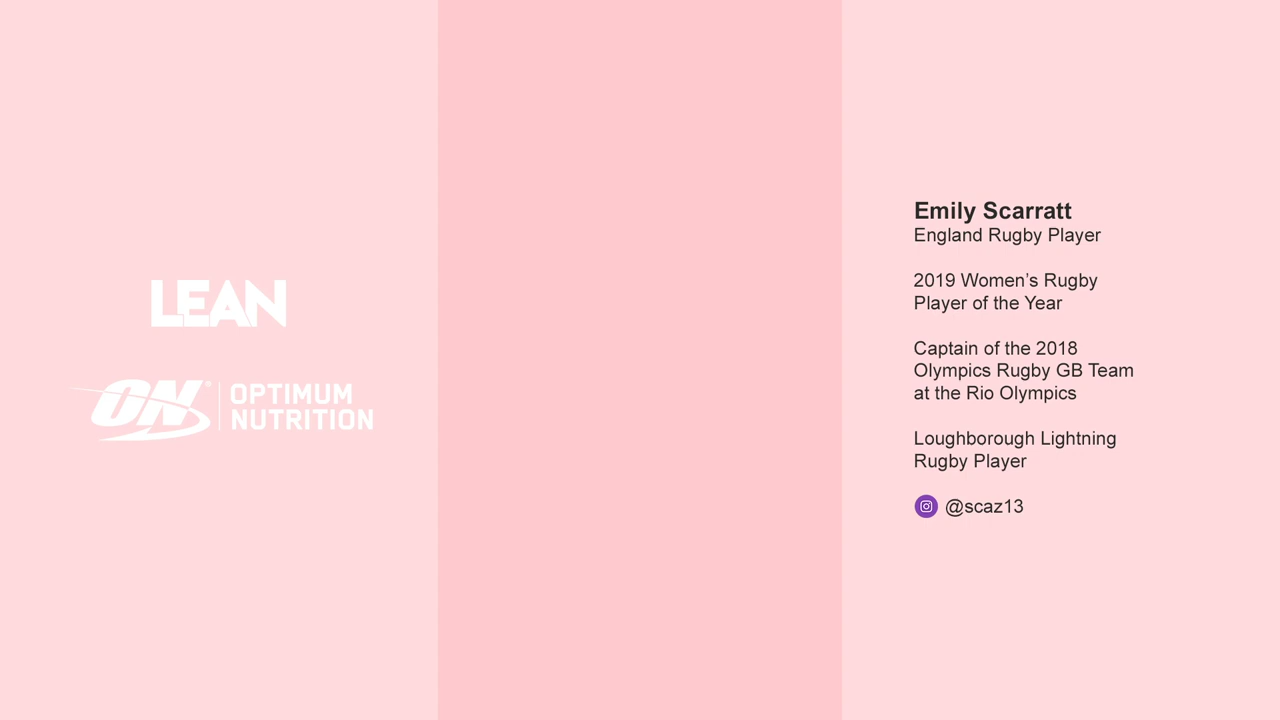 LEAN
ON® OPTIMUM
NUTRITION
Emily Scarratt
England Rugby Player
2019 Women’s Rugby
Player of the Year
Captain of the 2018
Olympics Rugby GB Team
at the Rio Olympics
Loughborough Lightning
Rugby Player
@scaz13